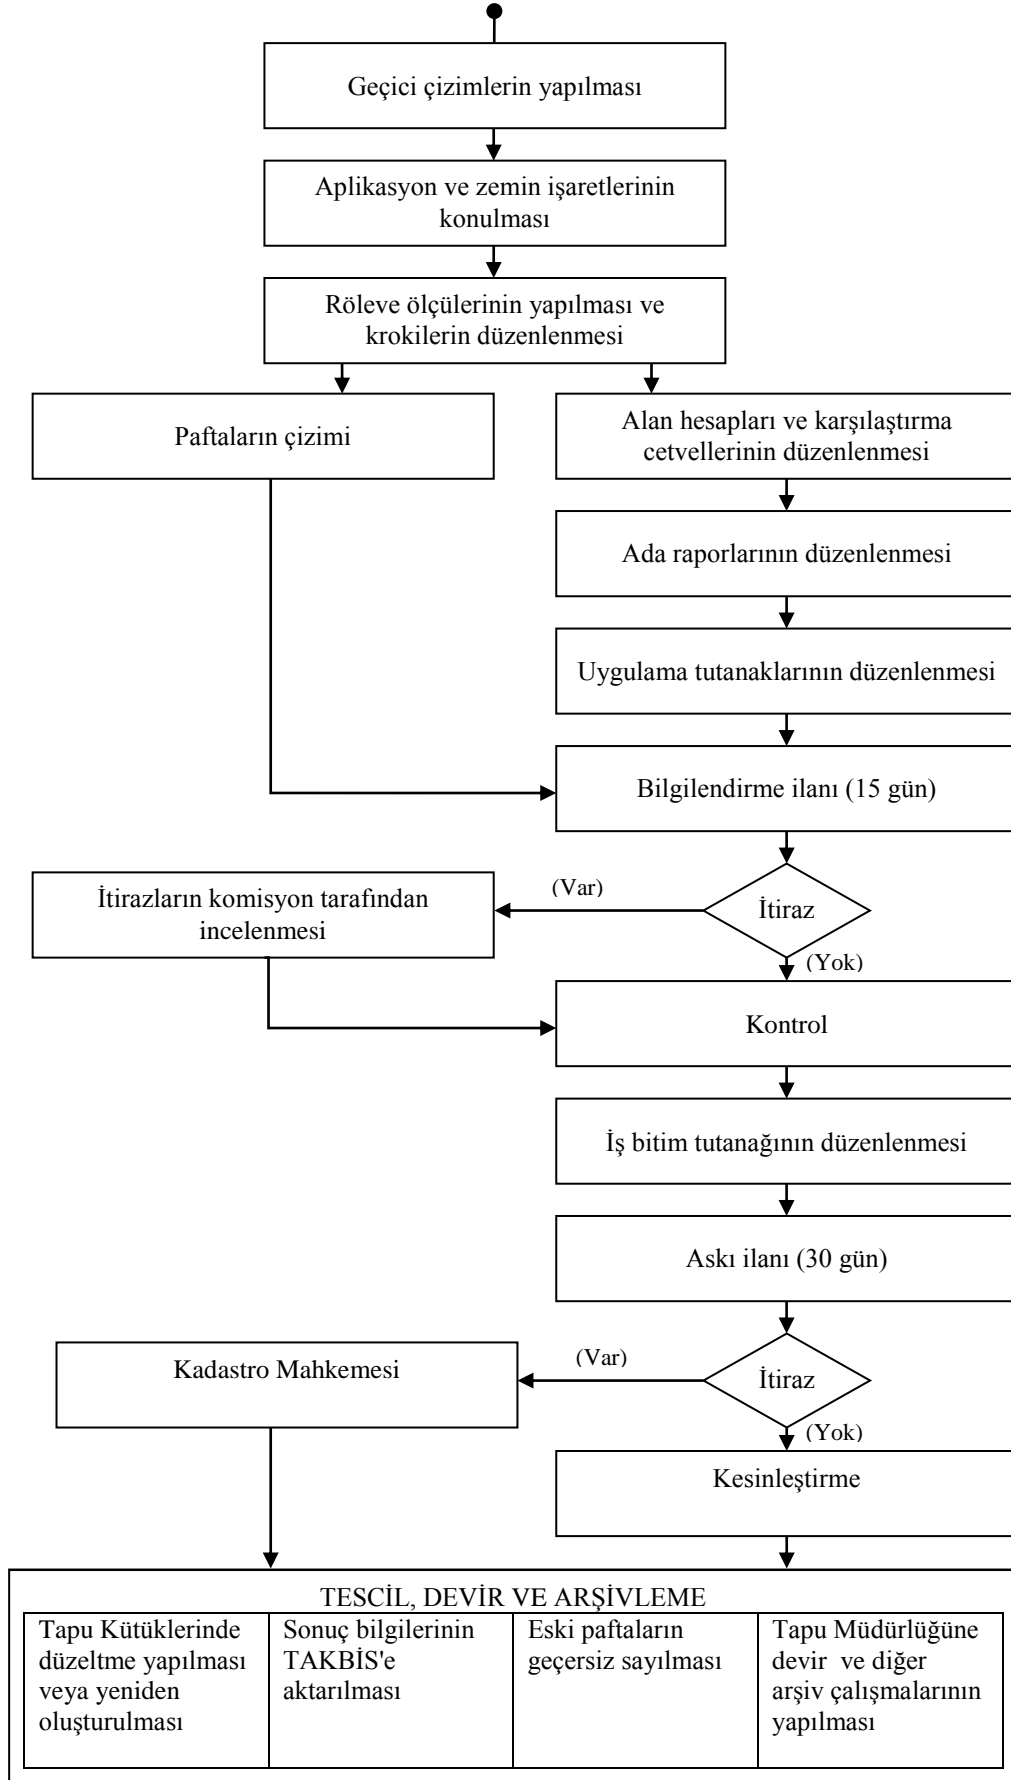 Geçici çizimlerin yapılması
Aplikasyon ve zemin işaretlerinin
konulması
Röleve ölçülerinin yapılması ve
krokilerin düzenlenmesi
Paftaların çizimi
Alan hesapları ve karşılaştırma
cetvellerinin düzenlenmesi
Ada raporlarının düzenlenmesi
Uygulama tutanaklarının düzenlenmesi
Bilgilendirme ilanı (15 gün)
İtirazların komisyon tarafından
incelenmesi
(Var)
İtiraz
(Yok)
Kontrol
İş bitim tutanağının düzenlenmesi
Askı ilanı (30 gün)
Kadastro Mahkemesi
(Var)
İtiraz
(Yok)
Kesinleştirme
TESCİL, DEVİR VE ARŞİVLEME
Tapu Kütüklerinde
düzeltme yapılması
veya yeniden
oluşturulması
Sonuç bilgilerinin
TAKBİS'e
aktarılması
Eski paftaların
geçersiz sayılması
Tapu Müdürlüğüne
devir ve diğer
arşiv çalışmalarının
yapılması